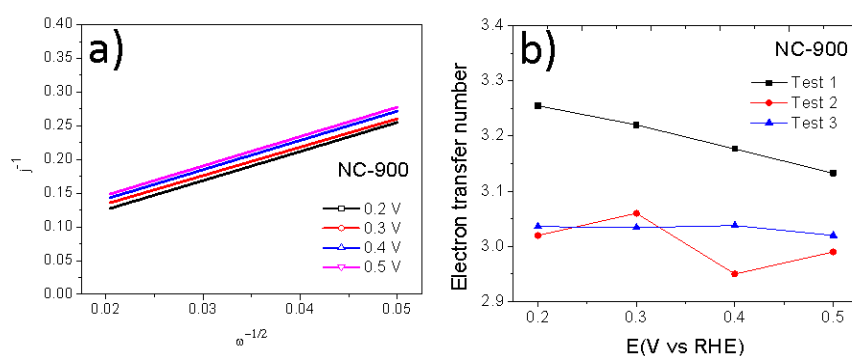 a)
0.40
0.35
0.30
0.25
0.20
0.15
0.10
0.05
0.00
j⁻¹
NC-900
0.2 V
0.3 V
0.4 V
0.5 V
0.02
0.03
0.04
0.05
ω⁻¹/²
b)
3.4
3.3
3.2
3.1
3.0
2.9
Electron transfer number
NC-900
Test 1
Test 2
Test 3
0.2
0.3
0.4
0.5
E(V vs RHE)